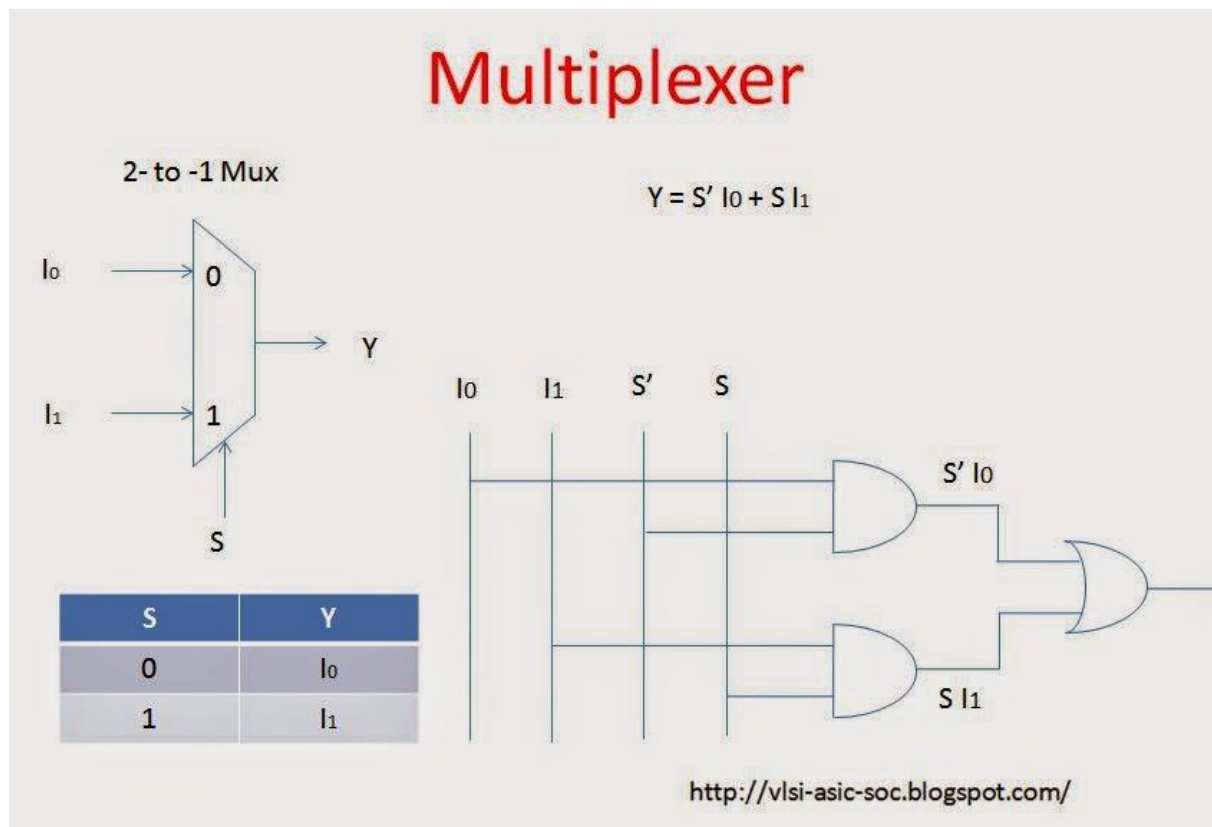 Multiplexer
2- to -1 Mux
Y = S′ I0 + S I1
I0
0
Y
I1
1
S
I0 I1 S′ S
S′ I0
S I1
S Y
0 I0
1 I1
http://vlsi-asic-soc.blogspot.com/